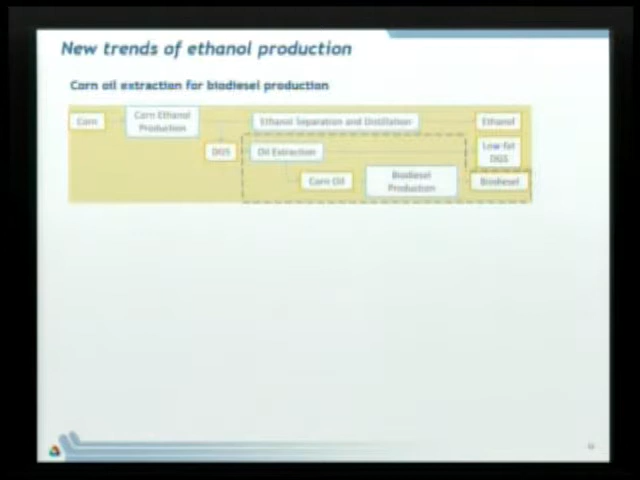 New trends of ethanol production
Corn oil extraction for biodiesel production
Corn
Corn Ethanol
Production
Ethanol Separation and Distillation
Ethanol
DGS
Oil Extraction
Low-fat
DGS
Corn Oil
Biodiesel
Production
Biodiesel